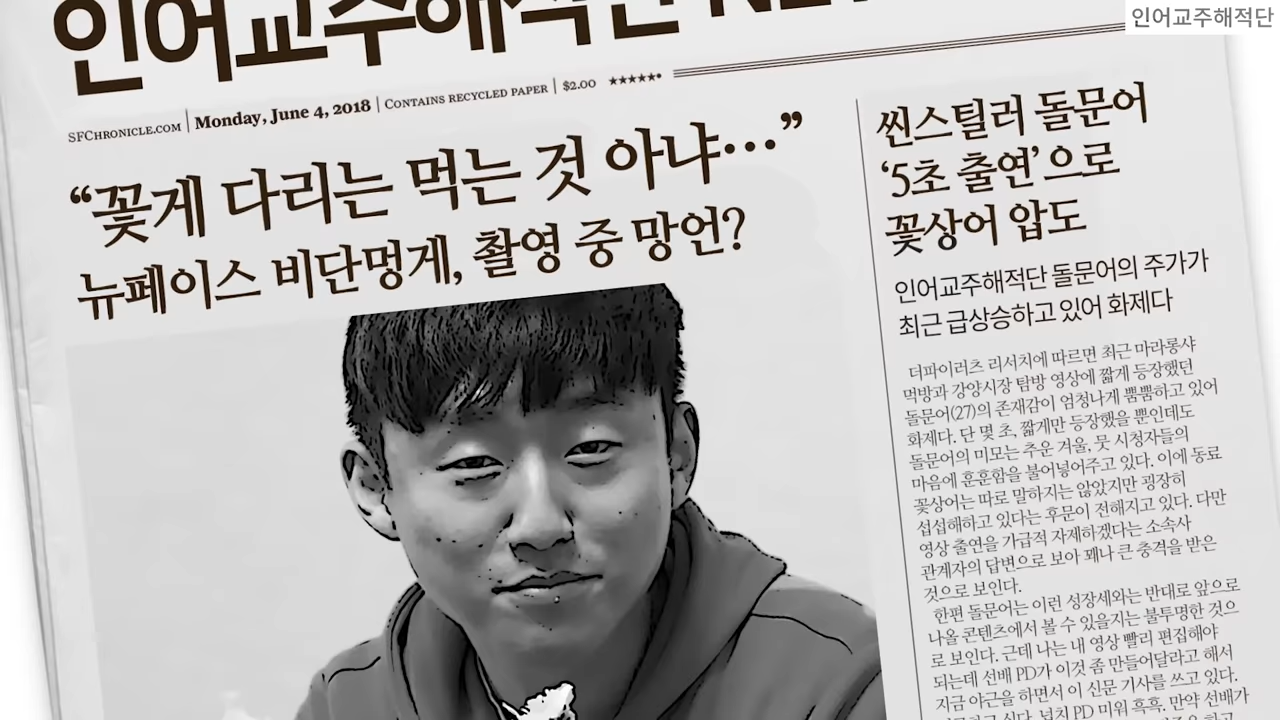 인어교주해적단
인어교주해적단
SFCHRONICLE.COM | Monday, June 4, 2018 | CONTAINS RECYCLED PAPER | $2.00 ★★★★★•
“꽃게 다리는 먹는 것 아냐…”
뉴페이스 비단멍게, 촬영 중 망언?
씬스틸러 돌문어
‘5초 출연’으로
꽃상어 압도
인어교주해적단 돌문어의 주가가
최근 급상승하고 있어 화제다
더파이러츠 리서치에 따르면 최근 마라롱샤
먹방과 강양시장 탐방 영상에 짧게 등장했던
돌문어(27)의 존재감이 엄청나게 뿜뿜하고 있어
화제다. 단 몇 초, 짧게만 등장했을 뿐인데도
돌문어의 미모는 추운 겨울, 뭇 시청자들의
마음에 훈훈함을 불어넣어주고 있다. 이에 동료
꽃상어는 따로 말하지는 않았지만 굉장히
섭섭해하고 있다는 후문이 전해지고 있다. 다만
영상 출연을 가급적 자제하겠다는 소속사
관계자의 답변으로 보아 꽤나 큰 충격을 받은
것으로 보인다.
한편 돌문어는 이런 성장세와는 반대로 앞으로
나올 콘텐츠에서 볼 수 있을지는 불투명한 것으
로 보인다. 근데 나는 내 영상 빨리 편집해야
되는데 선배 PD가 이것 좀 만들어달라고 해서
지금 야근을 하면서 이 신문 기사를 쓰고 있다.
싶다. 넙치 PD 미워 흑흑. 만약 선배가